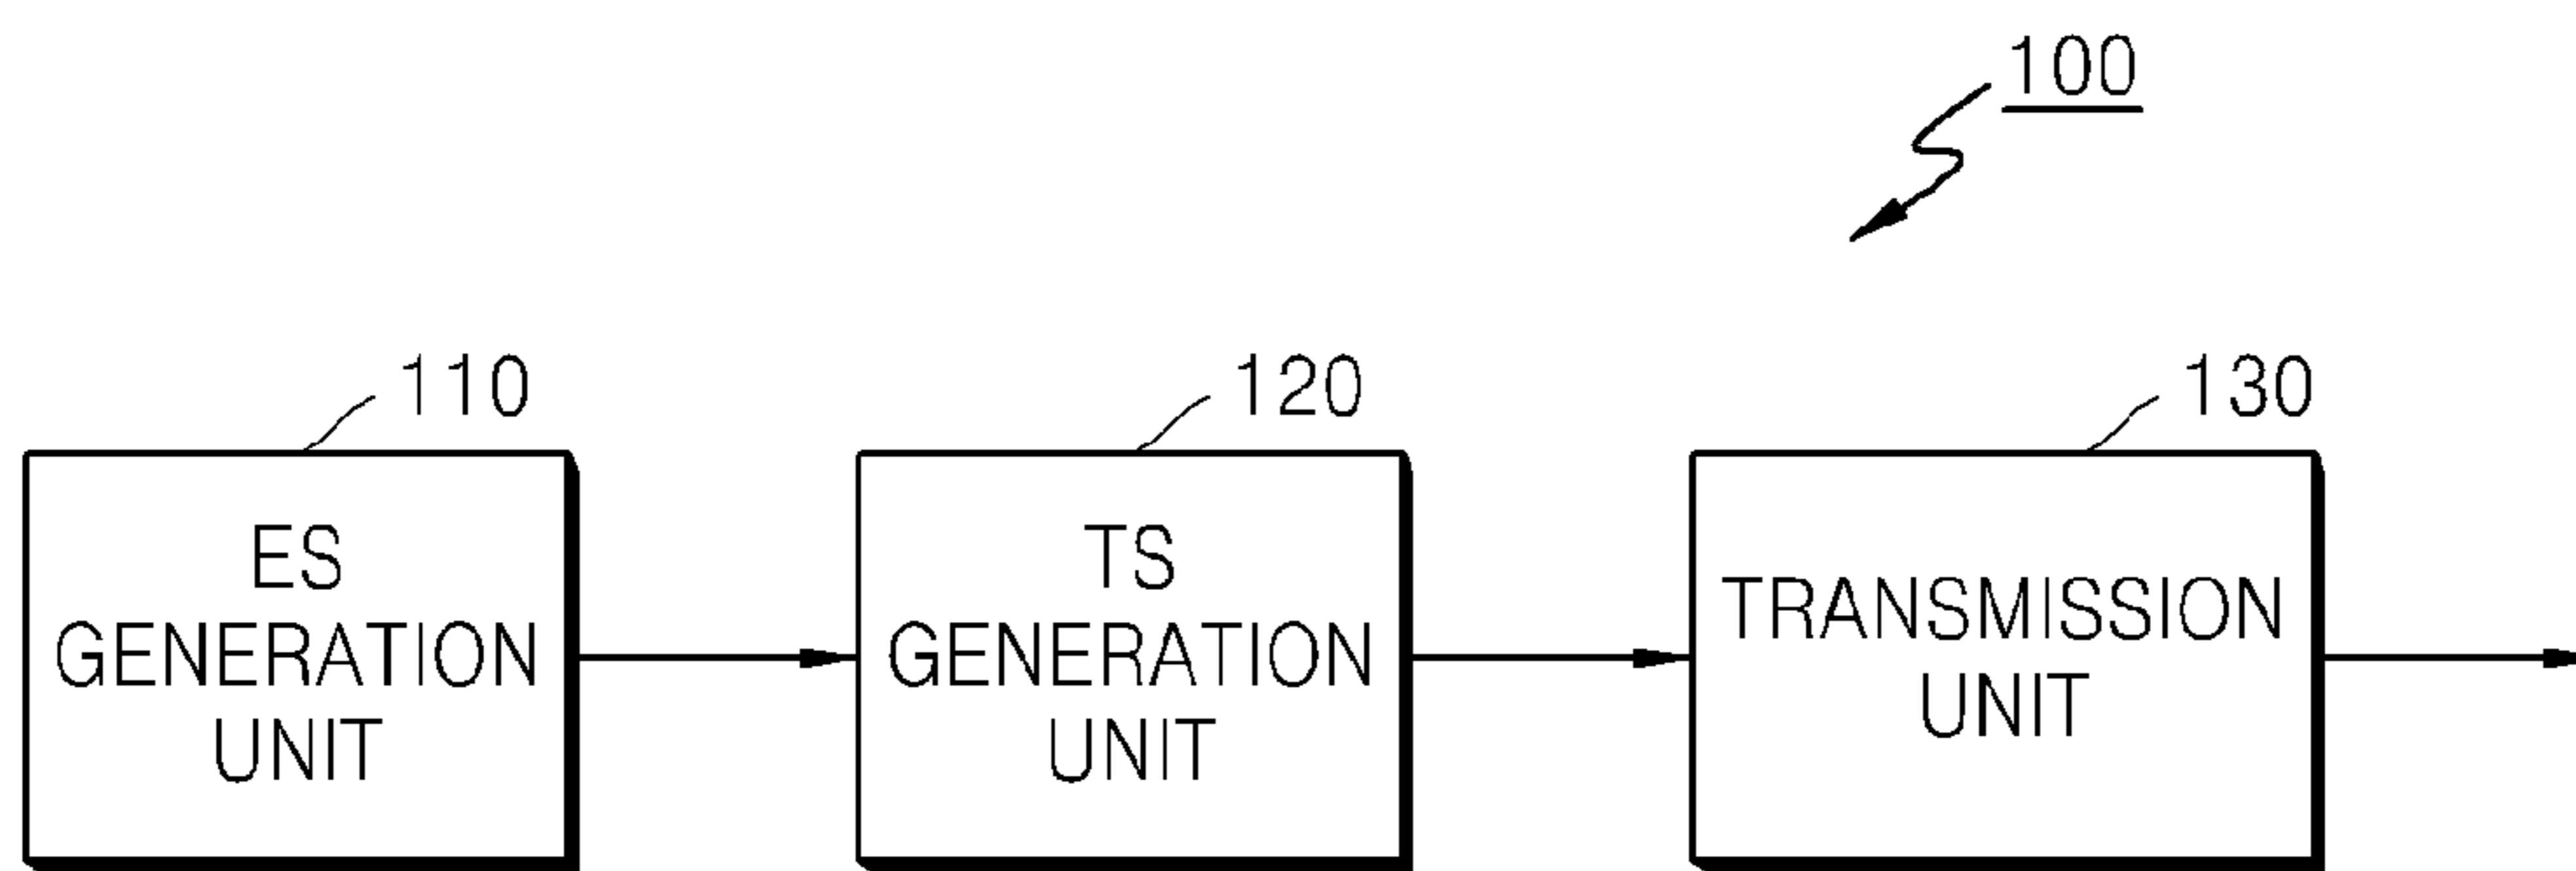 100
110
120
130
ES
GENERATION
UNIT
TS
GENERATION
UNIT
TRANSMISSION
UNIT